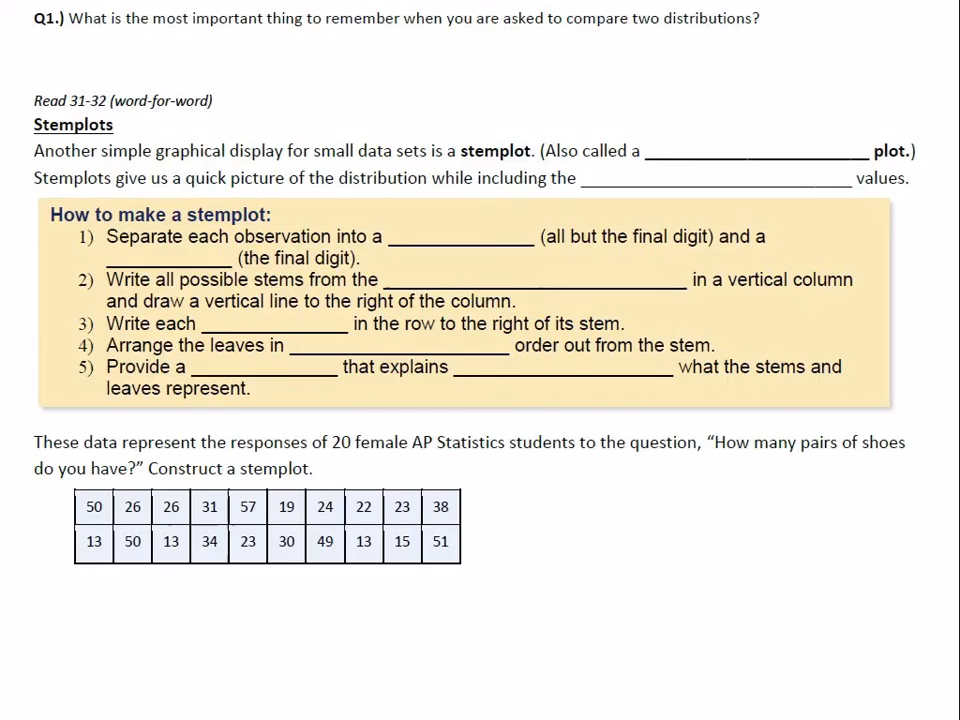 Q1.) What is the most important thing to remember when you are asked to compare two distributions?
Read 31-32 (word-for-word)
Stemplots
Another simple graphical display for small data sets is a stemplot. (Also called a ______________________ plot.)
Stemplots give us a quick picture of the distribution while including the ___________________________ values.
How to make a stemplot:
1) Separate each observation into a ______________ (all but the final digit) and a
____________ (the final digit).
2) Write all possible stems from the _____________________________ in a vertical column
and draw a vertical line to the right of the column.
3) Write each ______________ in the row to the right of its stem.
4) Arrange the leaves in _____________________ order out from the stem.
5) Provide a ______________ that explains _____________________ what the stems and
leaves represent.
These data represent the responses of 20 female AP Statistics students to the question, “How many pairs of shoes
do you have?” Construct a stemplot.
50 26 26 31 57 19 24 22 23 38
13 50 13 34 23 30 49 13 15 51